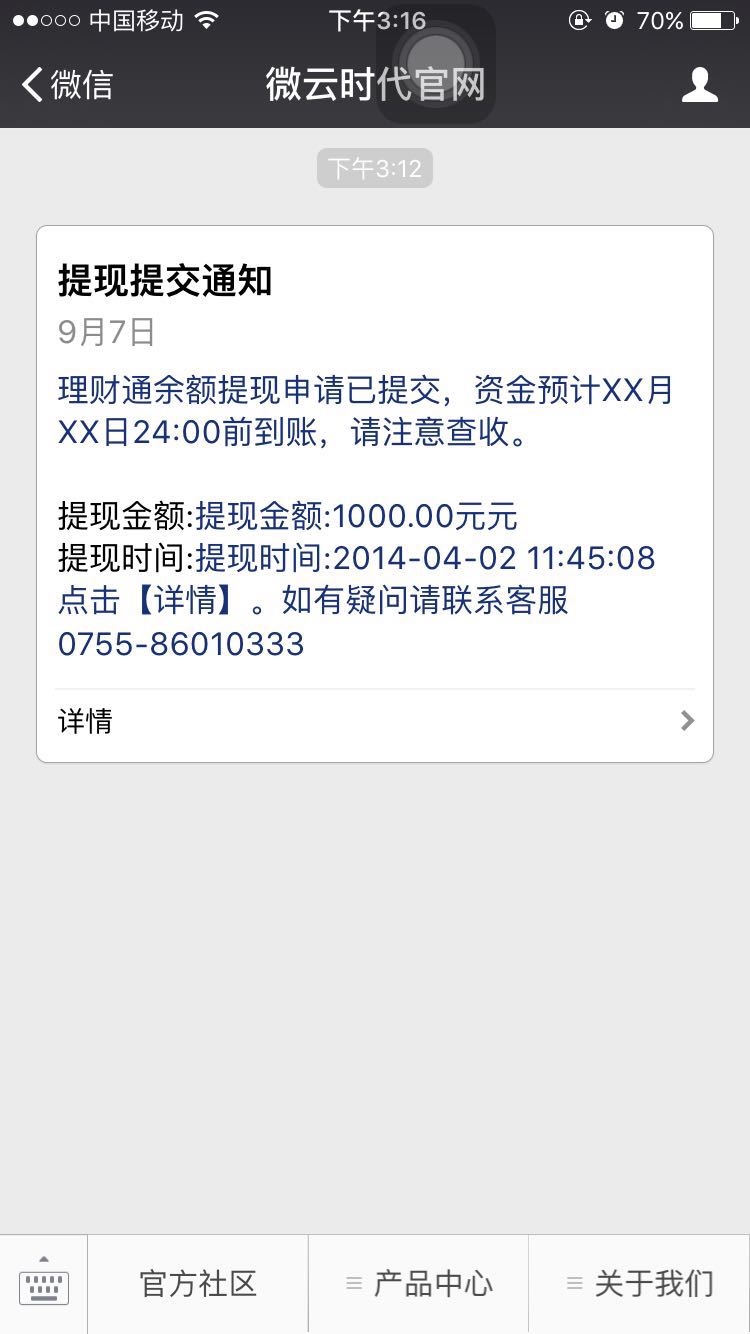 中国移动 下午3:16 70%
微信 微云时代官网
下午3:12
提现提交通知
9月7日
理财通余额提现申请已提交，资金预计XX月
XX日24:00前到账，请注意查收。
提现金额:提现金额:1000.00元元
提现时间:提现时间:2014-04-02 11:45:08
点击【详情】。如有疑问请联系客服
0755-86010333
详情
官方社区 产品中心 关于我们